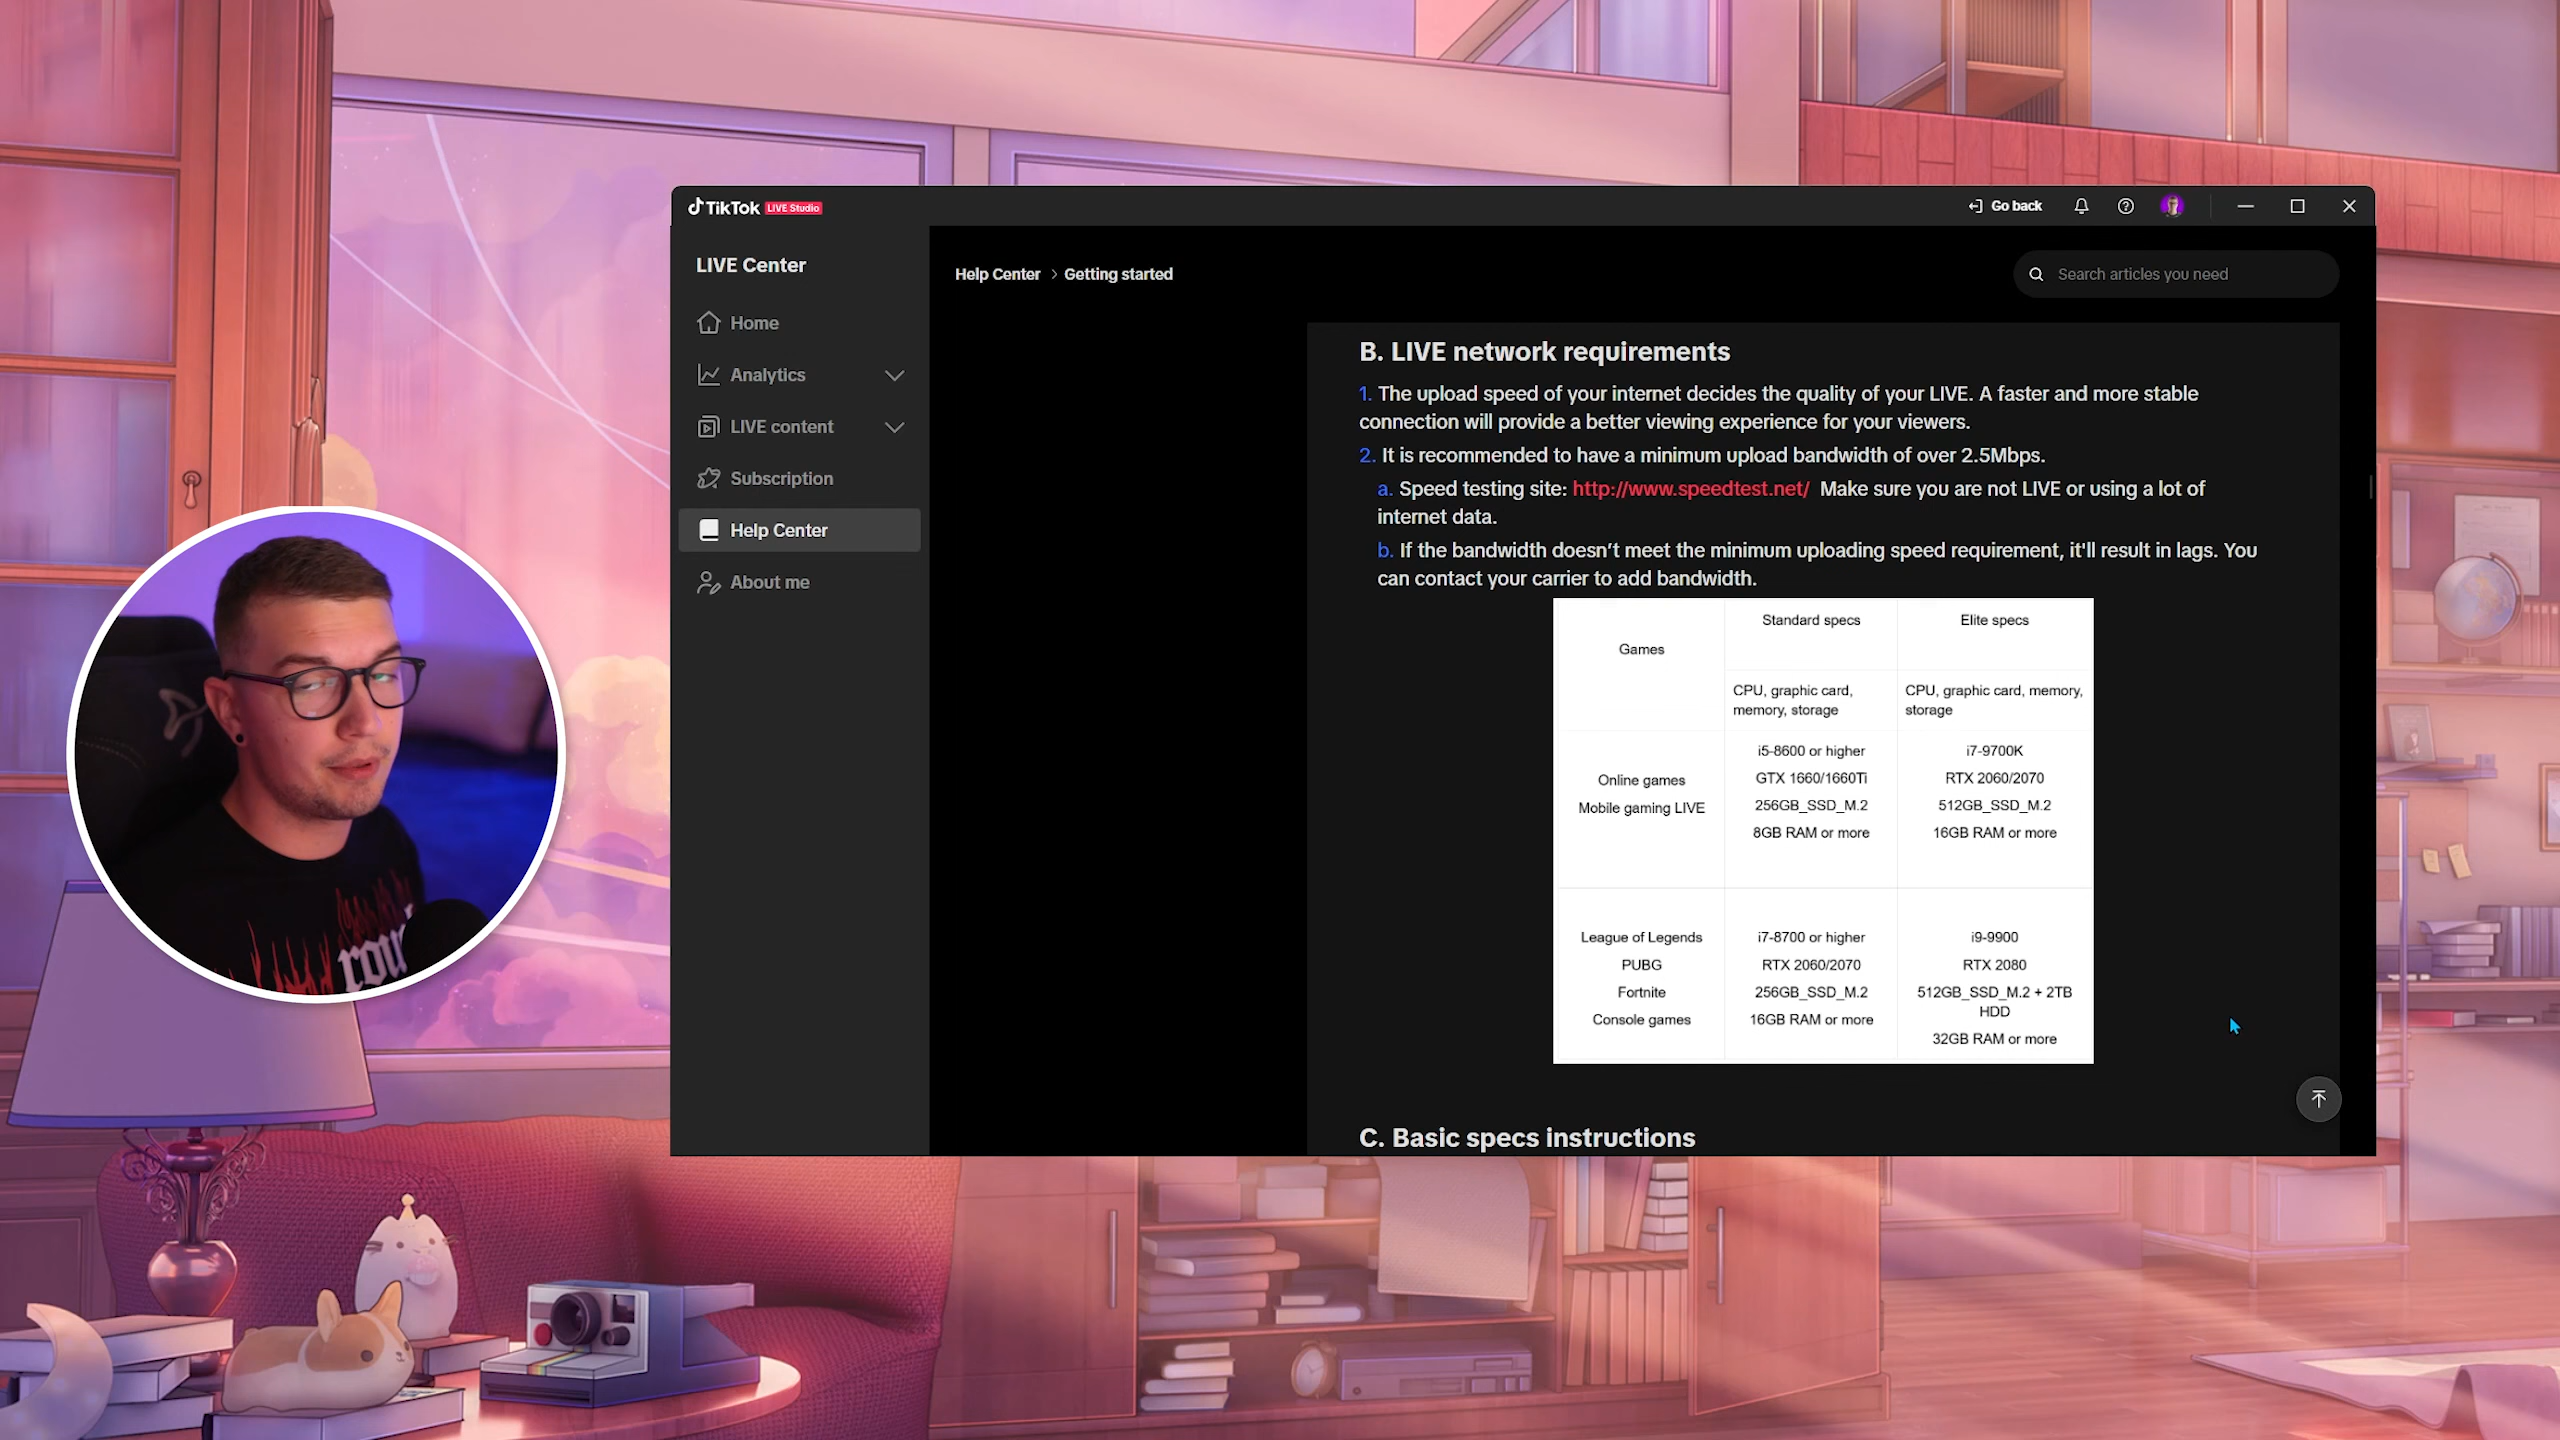 TikTok LIVE Studio
Go back
LIVE Center
Home
Analytics
LIVE content
Subscription
Help Center
About me
Help Center > Getting started
Search articles you need
B. LIVE network requirements
1. The upload speed of your internet decides the quality of your LIVE. A faster and more stable
connection will provide a better viewing experience for your viewers.
2. It is recommended to have a minimum upload bandwidth of over 2.5Mbps.
a. Speed testing site: http://www.speedtest.net/ Make sure you are not LIVE or using a lot of
internet data.
b. If the bandwidth doesn’t meet the minimum uploading speed requirement, it'll result in lags. You
can contact your carrier to add bandwidth.
Games
Standard specs
Elite specs
CPU, graphic card,
memory, storage
CPU, graphic card, memory,
storage
Online games
Mobile gaming LIVE
i5-8600 or higher
GTX 1660/1660Ti
256GB_SSD_M.2
8GB RAM or more
i7-9700K
RTX 2060/2070
512GB_SSD_M.2
16GB RAM or more
League of Legends
PUBG
Fortnite
Console games
i7-8700 or higher
RTX 2060/2070
256GB_SSD_M.2
16GB RAM or more
i9-9900
RTX 2080
512GB_SSD_M.2 + 2TB
HDD
32GB RAM or more
C. Basic specs instructions